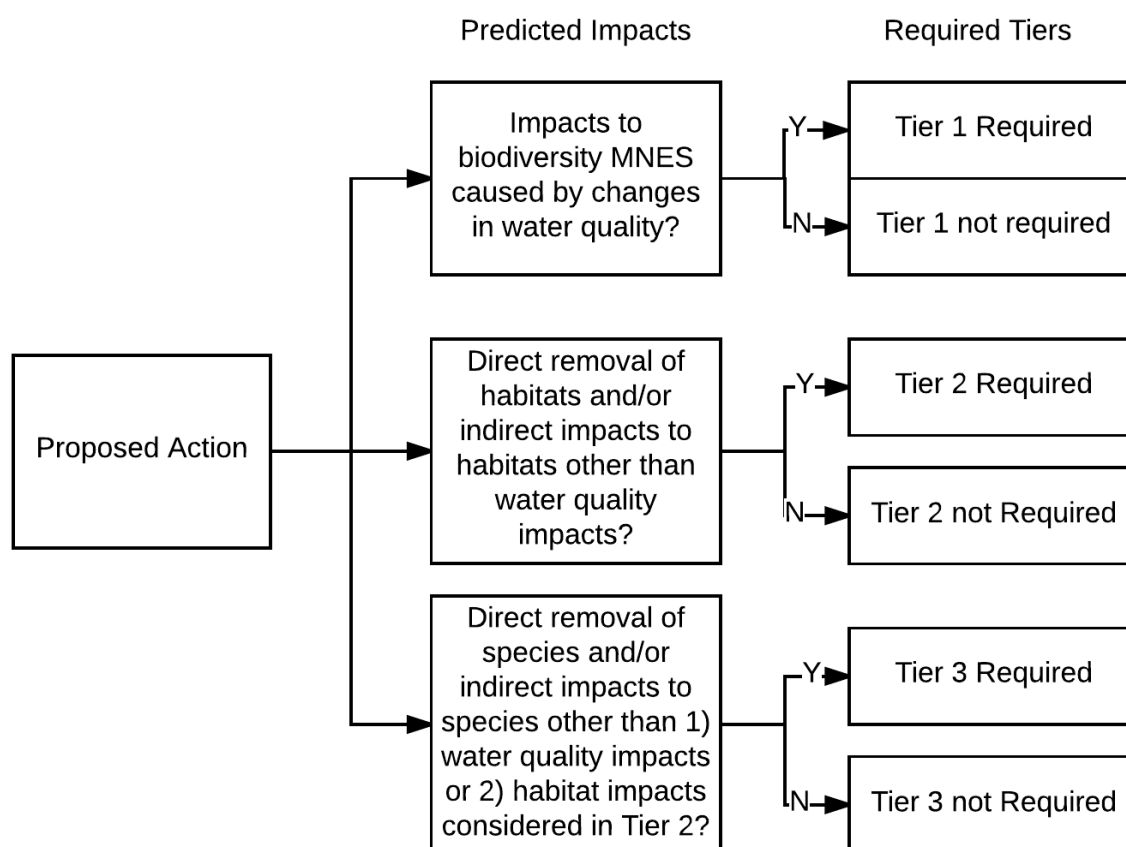 Predicted Impacts
Required Tiers
Impacts to
biodiversity MNES
caused by changes
in water quality?
Y
Tier 1 Required
N
Tier 1 not required
Proposed Action
Direct removal of
habitats and/or
indirect impacts to
habitats other than
water quality
impacts?
Y
Tier 2 Required
N
Tier 2 not Required
Direct removal of
species and/or
indirect impacts to
species other than 1)
water quality impacts
or 2) habitat impacts
considered in Tier 2?
Y
Tier 3 Required
N
Tier 3 not Required